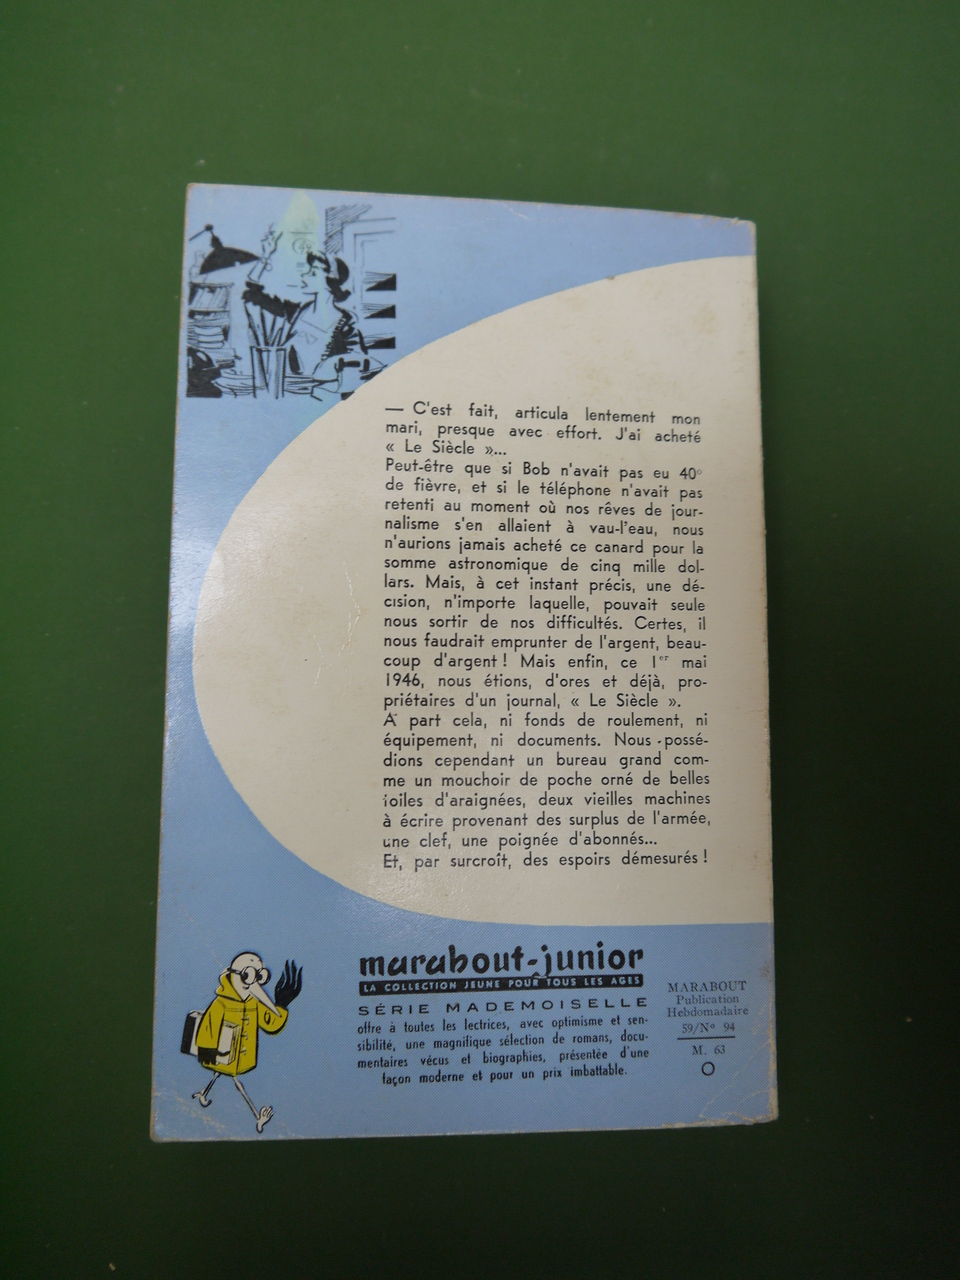 — C'est fait, articula lentement mon
mari, presque avec effort. J'ai acheté
« Le Siècle »...
Peut-être que si Bob n'avait pas eu 40°
de fièvre, et si le téléphone n'avait pas
retenti au moment où nos rêves de jour-
nalisme s'en allaient à vau-l'eau, nous
n'aurions jamais acheté ce canard pour la
somme astronomique de cinq mille dol-
lars. Mais, à cet instant précis, une dé-
cision, n'importe laquelle, pouvait seule
nous sortir de nos difficultés. Certes, il
nous faudrait emprunter de l'argent, beau-
coup d'argent ! Mais enfin, ce 1er mai
1946, nous étions, d'ores et déjà, pro-
priétaires d'un journal, « Le Siècle ».
A part cela, ni fonds de roulement, ni
équipement, ni documents. Nous possé-
dions cependant un bureau grand com-
me un mouchoir de poche orné de belles
toiles d'araignées, deux vieilles machines
à écrire provenant des surplus de l'armée,
une clef, une poignée d'abonnés...
Et, par surcroît, des espoirs démesurés !
marabout-junior
LA COLLECTION JEUNE POUR TOUS LES AGES
SÉRIE MADEMOISELLE
offre à toutes les lectrices, avec optimisme et sen-
sibilité, une magnifique sélection de romans, docu-
mentaires vécus et biographies, présentée d'une
façon moderne et pour un prix imbattable.
MARABOUT
Publication
Hebdomadaire
59/N° 94
M. 63
O